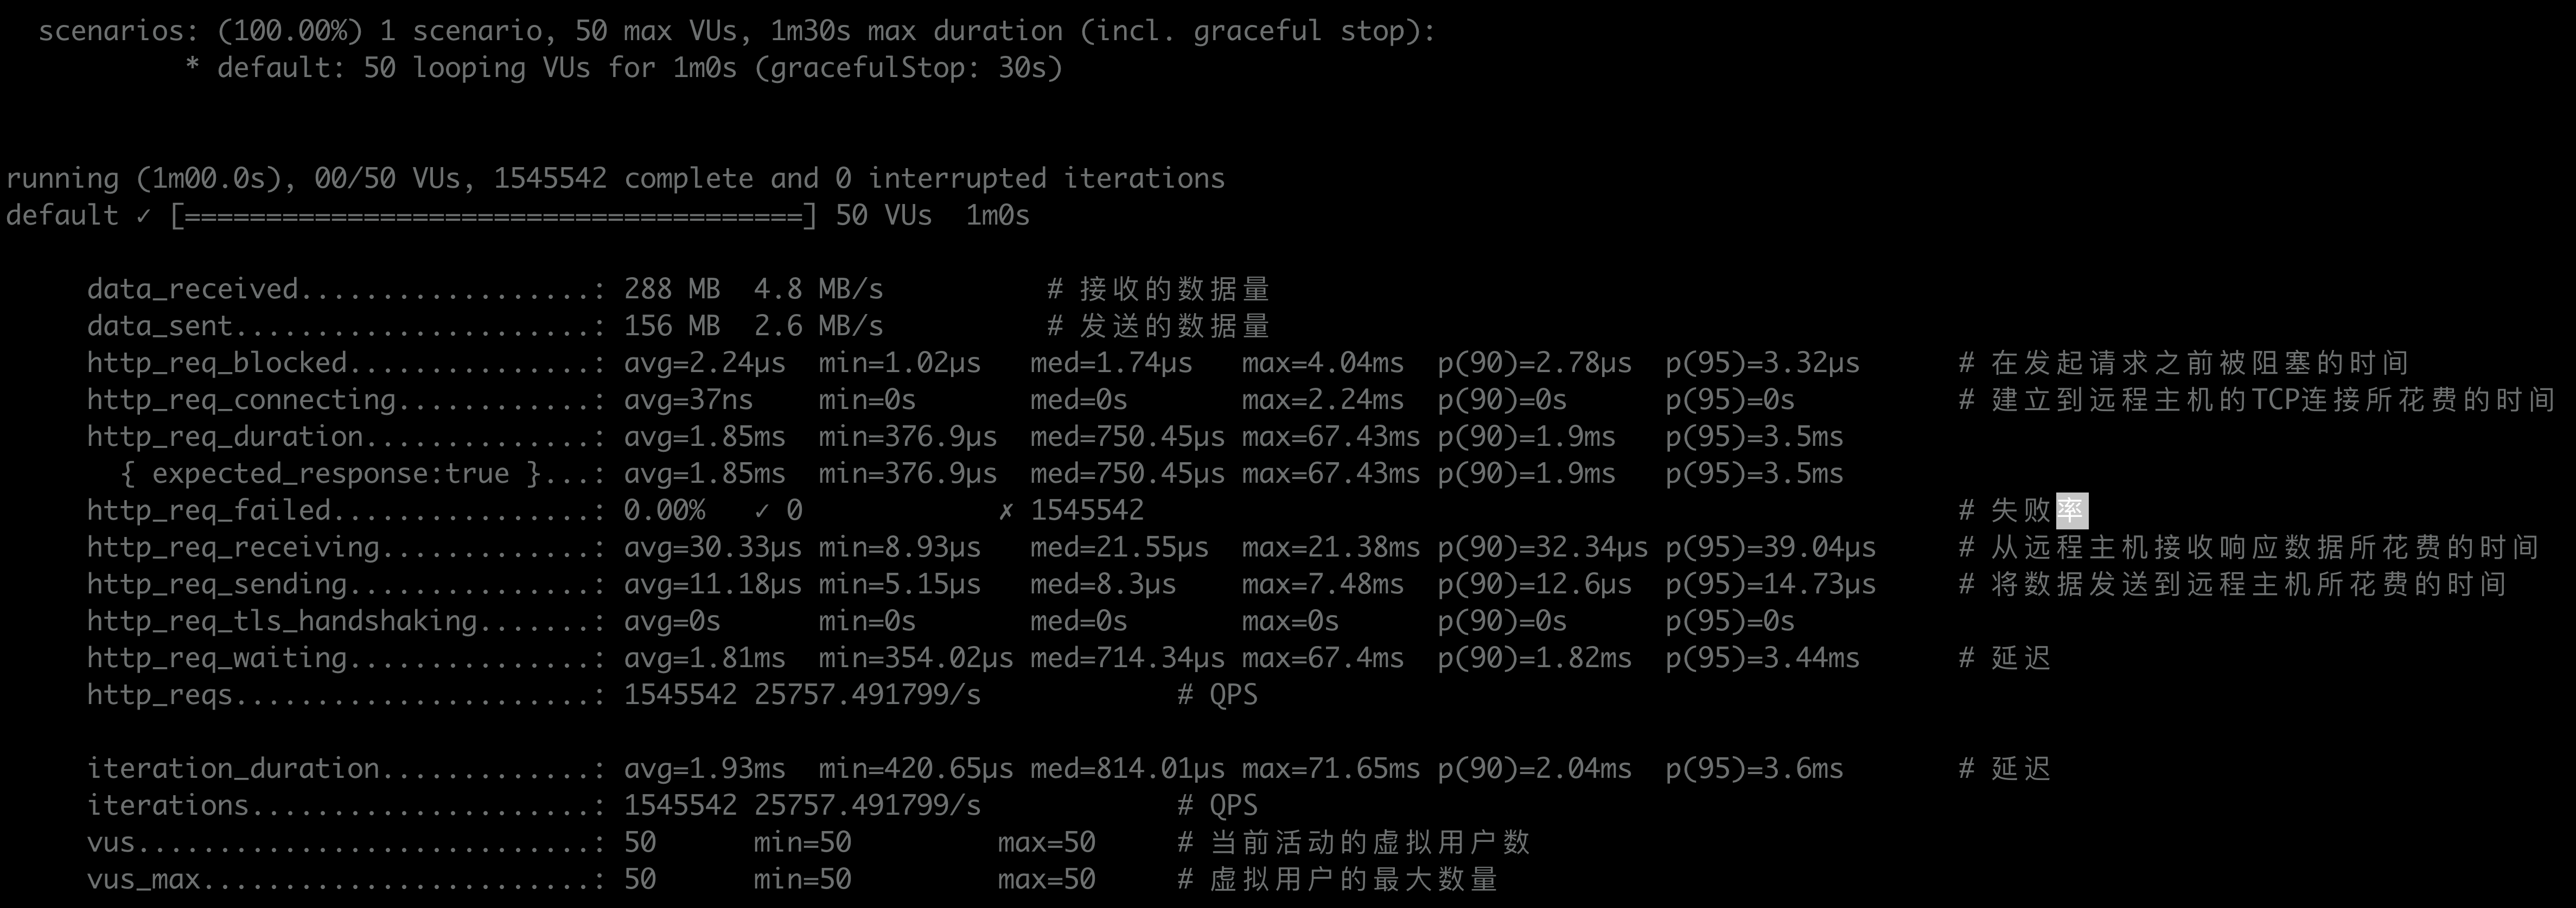 scenarios: (100.00%) 1 scenario, 50 max VUs, 1m30s max duration (incl. graceful stop):
* default: 50 looping VUs for 1m0s (gracefulStop: 30s)
running (1m00.0s), 00/50 VUs, 1545542 complete and 0 interrupted iterations
default ✓ [======================================] 50 VUs  1m0s
data_received..................: 288 MB  4.8 MB/s          # 接收的数据量
data_sent......................: 156 MB  2.6 MB/s          # 发送的数据量
http_req_blocked...............: avg=2.24µs  min=1.02µs   med=1.74µs   max=4.04ms  p(90)=2.78µs  p(95)=3.32µs      # 在发起请求之前被阻塞的时间
http_req_connecting............: avg=37ns    min=0s       med=0s       max=2.24ms  p(90)=0s      p(95)=0s          # 建立到远程主机的TCP连接所花费的时间
http_req_duration..............: avg=1.85ms  min=376.9µs  med=750.45µs max=67.43ms p(90)=1.9ms   p(95)=3.5ms
{ expected_response:true }...: avg=1.85ms  min=376.9µs  med=750.45µs max=67.43ms p(90)=1.9ms   p(95)=3.5ms
http_req_failed................: 0.00%   ✓ 0            ✗ 1545542                                                  # 失败率
http_req_receiving.............: avg=30.33µs min=8.93µs   med=21.55µs  max=21.38ms p(90)=32.34µs p(95)=39.04µs     # 从远程主机接收响应数据所花费的时间
http_req_sending...............: avg=11.18µs min=5.15µs   med=8.3µs    max=7.48ms  p(90)=12.6µs  p(95)=14.73µs     # 将数据发送到远程主机所花费的时间
http_req_tls_handshaking.......: avg=0s      min=0s       med=0s       max=0s      p(90)=0s      p(95)=0s
http_req_waiting...............: avg=1.81ms  min=354.02µs med=714.34µs max=67.4ms  p(90)=1.82ms  p(95)=3.44ms      # 延迟
http_reqs......................: 1545542 25757.491799/s            # QPS
iteration_duration.............: avg=1.93ms  min=420.65µs med=814.01µs max=71.65ms p(90)=2.04ms  p(95)=3.6ms       # 延迟
iterations.....................: 1545542 25757.491799/s            # QPS
vus............................: 50      min=50         max=50     # 当前活动的虚拟用户数
vus_max........................: 50      min=50         max=50     # 虚拟用户的最大数量